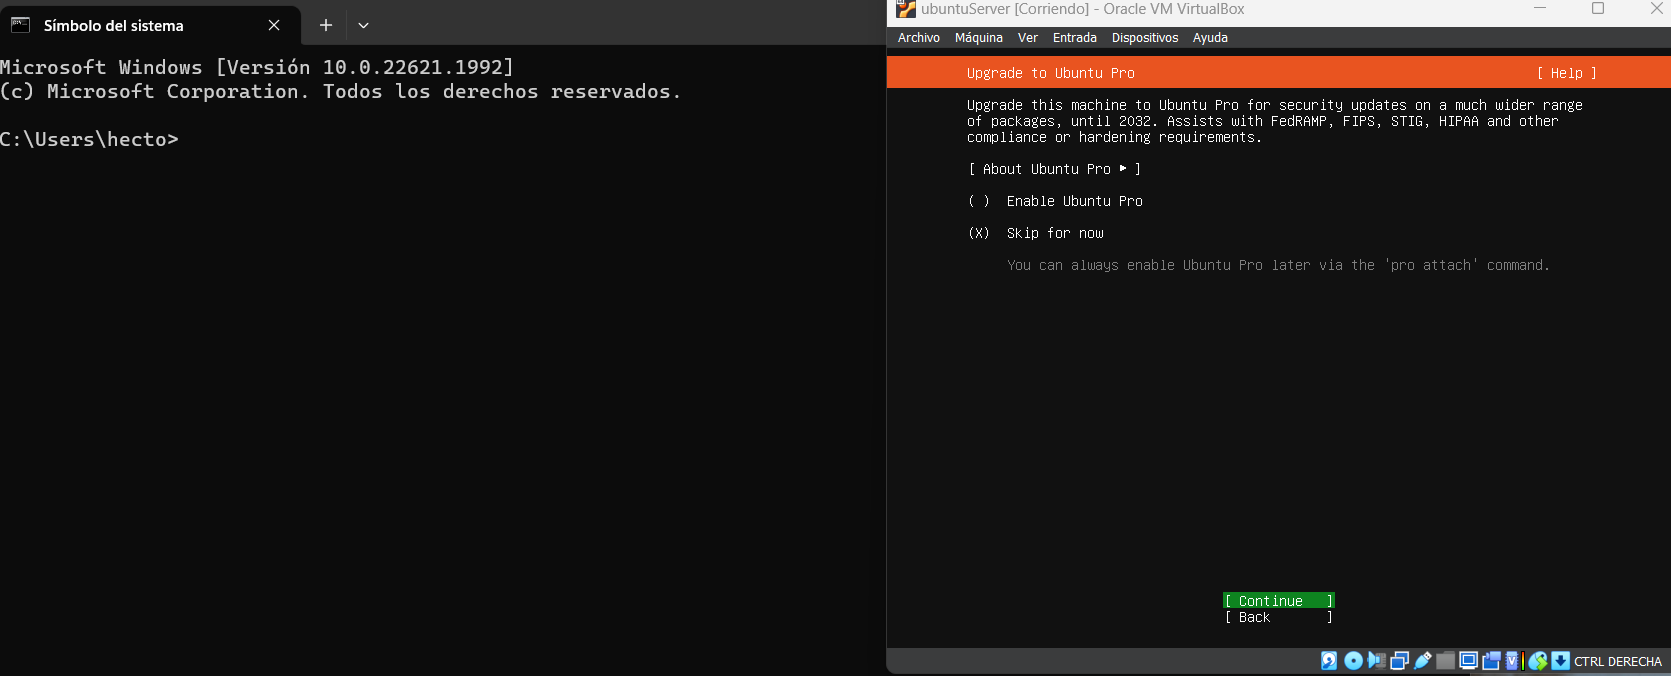 Símbolo del sistema
Microsoft Windows [Versión 10.0.22621.1992]
(c) Microsoft Corporation. Todos los derechos reservados.
C:\Users\hecto>
ubuntuServer [Corriendo] - Oracle VM VirtualBox
Archivo Máquina Ver Entrada Dispositivos Ayuda
Upgrade to Ubuntu Pro [ Help ]
Upgrade this machine to Ubuntu Pro for security updates on a much wider range
of packages, until 2032. Assists with FedRAMP, FIPS, STIG, HIPAA and other
compliance or hardening requirements.
[ About Ubuntu Pro ▸ ]
( ) Enable Ubuntu Pro
(X) Skip for now
You can always enable Ubuntu Pro later via the 'pro attach' command.
[ Continue ]
[ Back ]
CTRL DERECHA